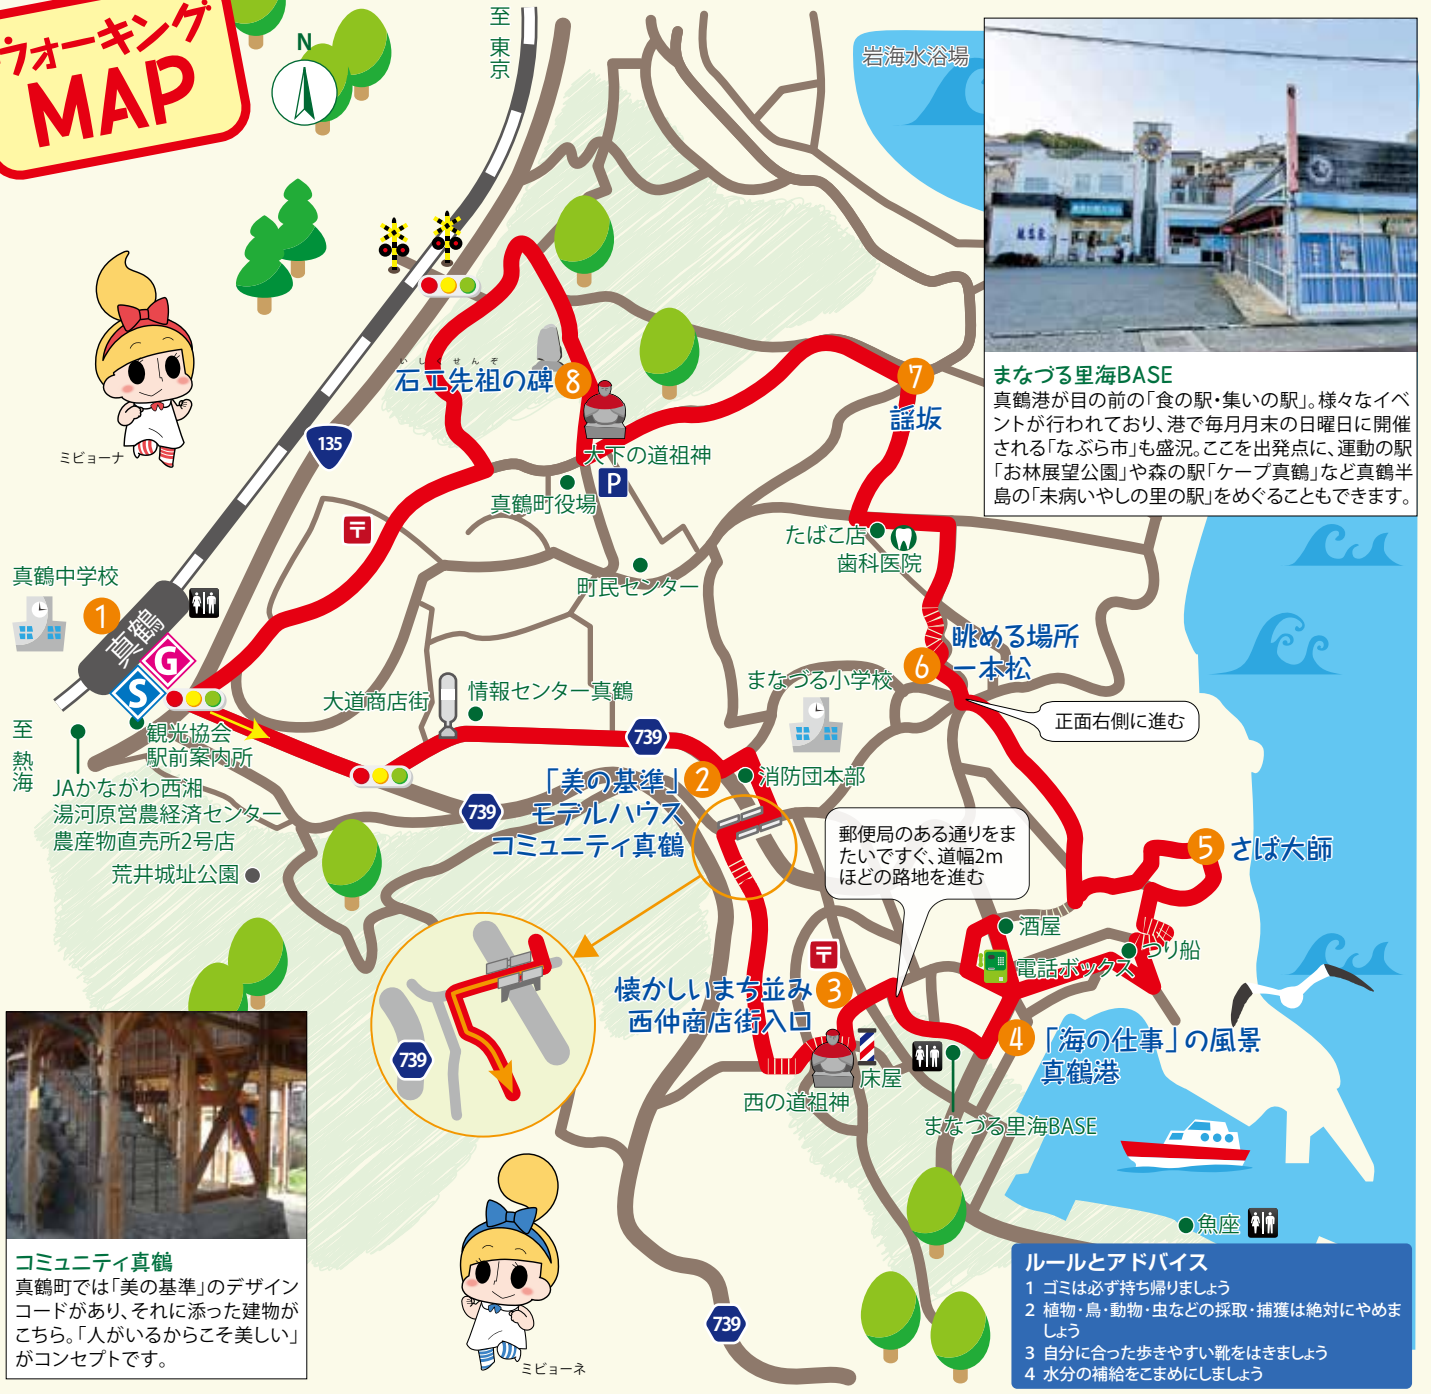 ウォーキング
MAP
N
至 東京
岩海水浴場
まなづる里海BASE
真鶴港が目の前の「食の駅・集いの駅」。様々なイベ
ントが行われており、港で毎月月末の日曜日に開催
される「なぶら市」も盛況。ここを出発点に、運動の駅
「お林展望公園」や森の駅「ケープ真鶴」など真鶴半
島の「未病いやしの里の駅」をめぐることもできます。
ミビョーナ
135
いしくせんぞ
石工先祖の碑
8
7
謡坂
大下の道祖神
P
真鶴町役場
〒
たばこ店
歯科医院
町民センター
真鶴中学校
1
真鶴
G
S
6
眺める場所
一本松
まなづる小学校
正面右側に進む
大道商店街
情報センター真鶴
観光協会
駅前案内所
至 熱海
JAかながわ西湘
湯河原営農経済センター
農産物直売所2号店
荒井城址公園
739
739
「美の基準」
モデルハウス
コミュニティ真鶴
2
消防団本部
郵便局のある通りをま
たいですぐ、道幅2m
ほどの路地を進む
5
さば大師
酒屋
電話ボックス
つり船
〒
懐かしいまち並み
西仲商店街入口
3
4
「海の仕事」の風景
真鶴港
床屋
西の道祖神
まなづる里海BASE
739
魚座
コミュニティ真鶴
真鶴町では「美の基準」のデザイン
コードがあり、それに添った建物が
こちら。「人がいるからこそ美しい」
がコンセプトです。
ミビョーネ
739
ルールとアドバイス
1 ゴミは必ず持ち帰りましょう
2 植物・鳥・動物・虫などの採取・捕獲は絶対にやめま
しょう
3 自分に合った歩きやすい靴をはきましょう
4 水分の補給をこまめにしましょう